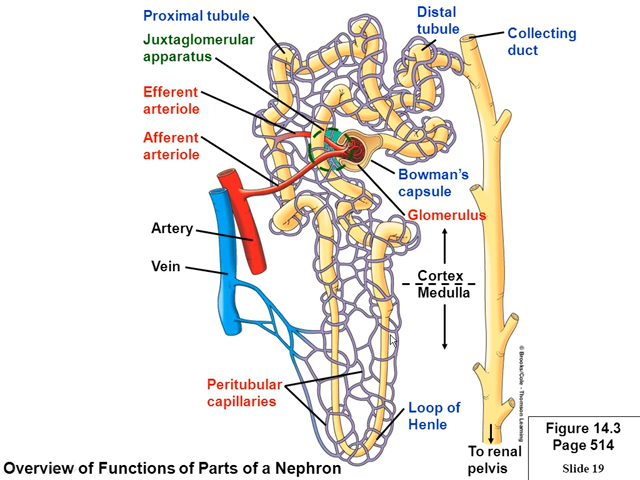 Proximal tubule
Juxtaglomerular
apparatus
Efferent
arteriole
Afferent
arteriole
Artery
Vein
Distal
tubule
Collecting
duct
Bowman's
capsule
Glomerulus
Cortex
Medulla
Peritubular
capillaries
Loop of
Henle
To renal
pelvis
© Brooks/Cole - Thomson Learning
Figure 14.3
Page 514
Slide 19
Overview of Functions of Parts of a Nephron